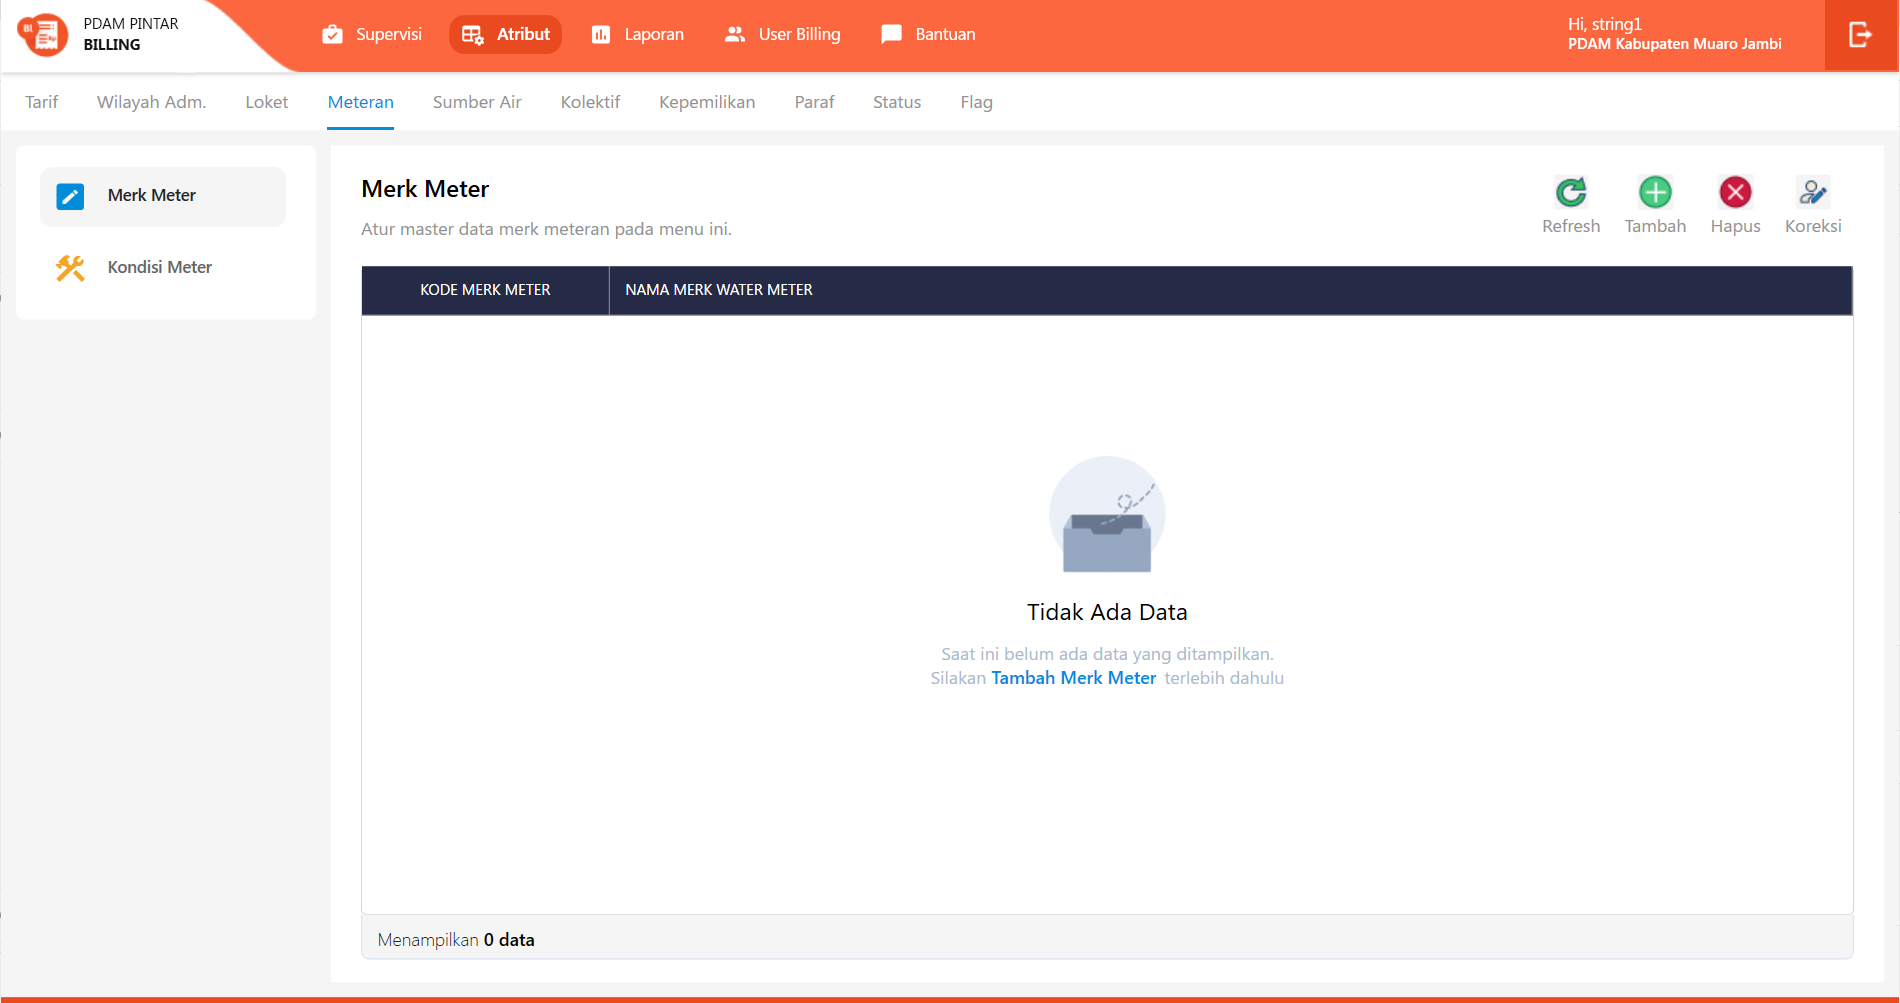 PDAM PINTAR
BILLING
Supervisi
Atribut
Laporan
User Billing
Bantuan
Hi, string1
PDAM Kabupaten Muaro Jambi
Tarif
Wilayah Adm.
Loket
Meteran
Sumber Air
Kolektif
Kepemilikan
Paraf
Status
Flag
Merk Meter
Kondisi Meter
Merk Meter
Atur master data merk meteran pada menu ini.
Refresh
Tambah
Hapus
Koreksi
KODE MERK METER
NAMA MERK WATER METER
Tidak Ada Data
Saat ini belum ada data yang ditampilkan.
Silakan Tambah Merk Meter terlebih dahulu
Menampilkan 0 data